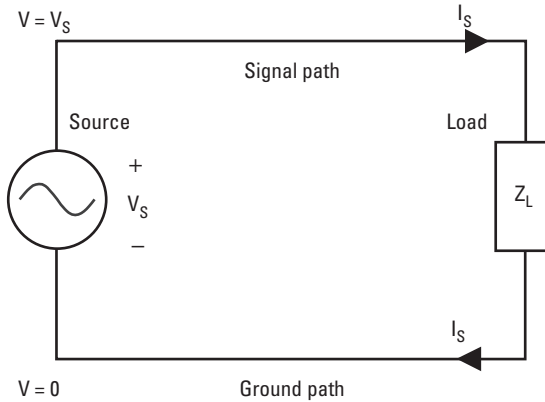 V = V_S
I_S
Signal path
Source
Load
+
V_S
Z_L
–
I_S
V = 0
Ground path